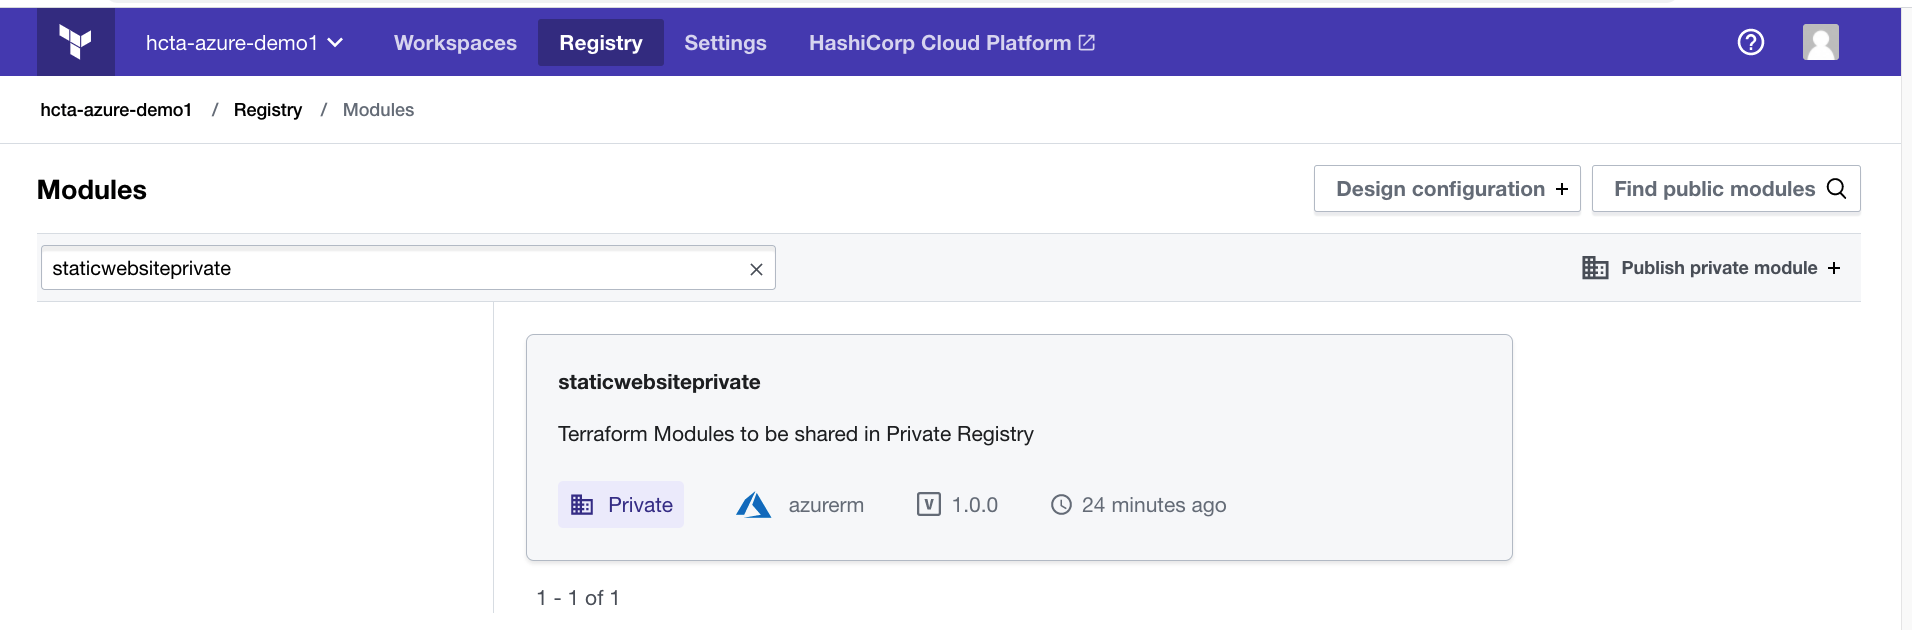 hcta-azure-demo1 Workspaces Registry Settings HashiCorp Cloud Platform
hcta-azure-demo1 / Registry / Modules
Modules
Design configuration +
Find public modules
staticwebsiteprivate
Publish private module +
staticwebsiteprivate
Terraform Modules to be shared in Private Registry
Private azurerm V 1.0.0 24 minutes ago
1 - 1 of 1